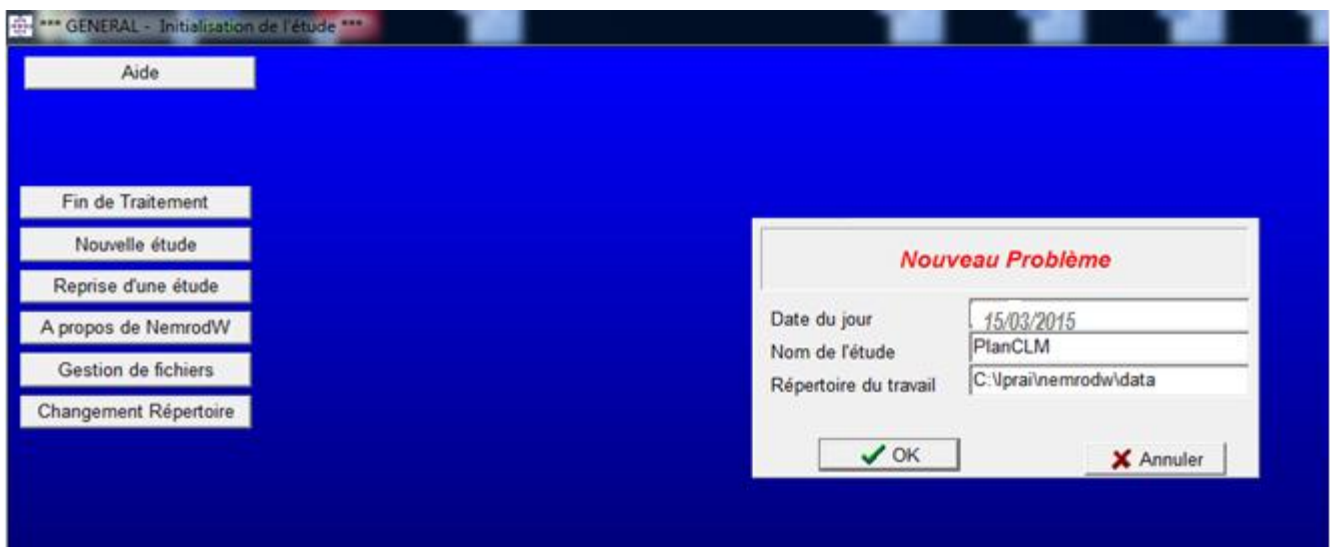 *** GENERAL - Initialisation de l'étude ***
Aide
Fin de Traitement
Nouvelle étude
Reprise d'une étude
A propos de NemrodW
Gestion de fichiers
Changement Répertoire
Nouveau Problème
Date du jour 15/03/2015
Nom de l'étude PlanCLM
Répertoire du travail C:\lprai\nemrodw\data
OK Annuler